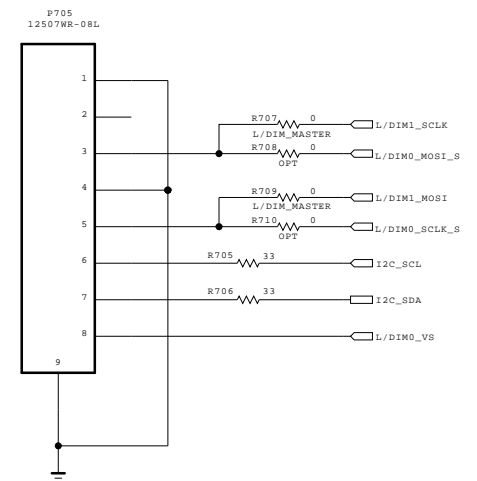 P705
12507WR-08L
1
R707 0
L/DIM1_SCLK
L/DIM_MASTER
2
R708 0
3
L/DIM0_MOSI_S
OPT
4
R709 0
L/DIM1_MOSI
L/DIM_MASTER
R710 0
5
L/DIM0_SCLK_S
OPT
R705 33
6
I2C_SCL
R706 33
7
I2C_SDA
8
L/DIM0_VS
9